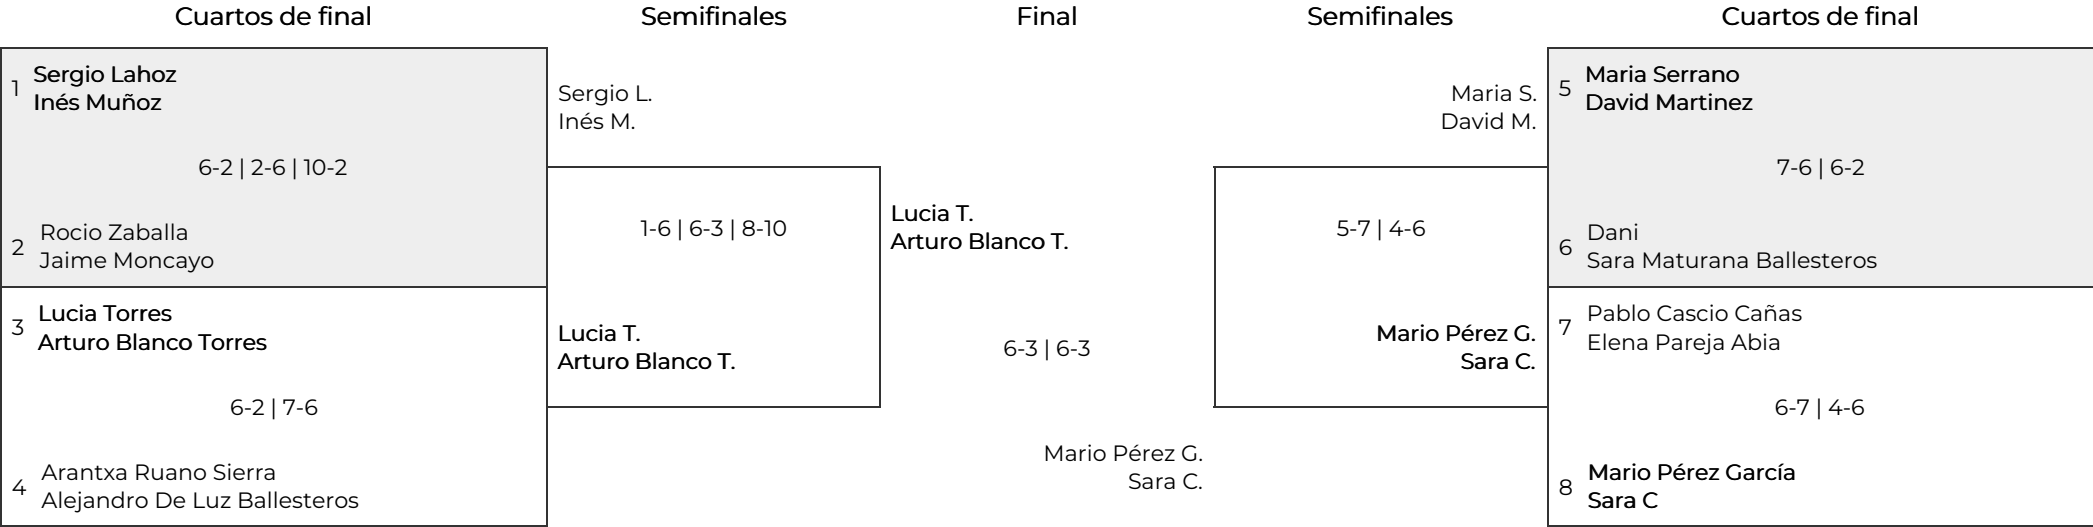 Cuartos de final
Semifinales
Final
Semifinales
Cuartos de final
1
Sergio Lahoz
Inés Muñoz
6-2 | 2-6 | 10-2
2
Rocio Zaballa
Jaime Moncayo
3
Lucia Torres
Arturo Blanco Torres
6-2 | 7-6
4
Arantxa Ruano Sierra
Alejandro De Luz Ballesteros
Sergio L.
Inés M.
1-6 | 6-3 | 8-10
Lucia T.
Arturo Blanco T.
Lucia T.
Arturo Blanco T.
6-3 | 6-3
Mario Pérez G.
Sara C.
Maria S.
David M.
5-7 | 4-6
Mario Pérez G.
Sara C.
5
Maria Serrano
David Martinez
7-6 | 6-2
6
Dani
Sara Maturana Ballesteros
7
Pablo Cascio Cañas
Elena Pareja Abia
6-7 | 4-6
8
Mario Pérez García
Sara C